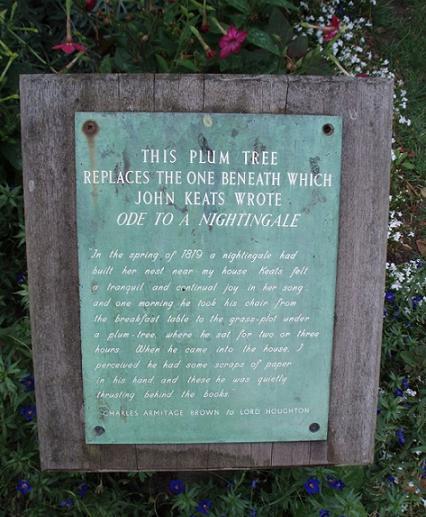 THIS PLUM TREE
REPLACES THE ONE BENEATH WHICH
JOHN KEATS WROTE
ODE TO A NIGHTINGALE
"In the spring of 1819 a nightingale had
built her nest near my house. Keats felt
a tranquil and continual joy in her song;
and one morning he took his chair from
the breakfast table to the grass-plot under
a plum-tree, where he sat for two or three
hours. When he came into the house, I
perceived he had some scraps of paper
in his hand, and these he was quietly
thrusting behind the books."
CHARLES ARMITAGE BROWN to LORD HOUGHTON